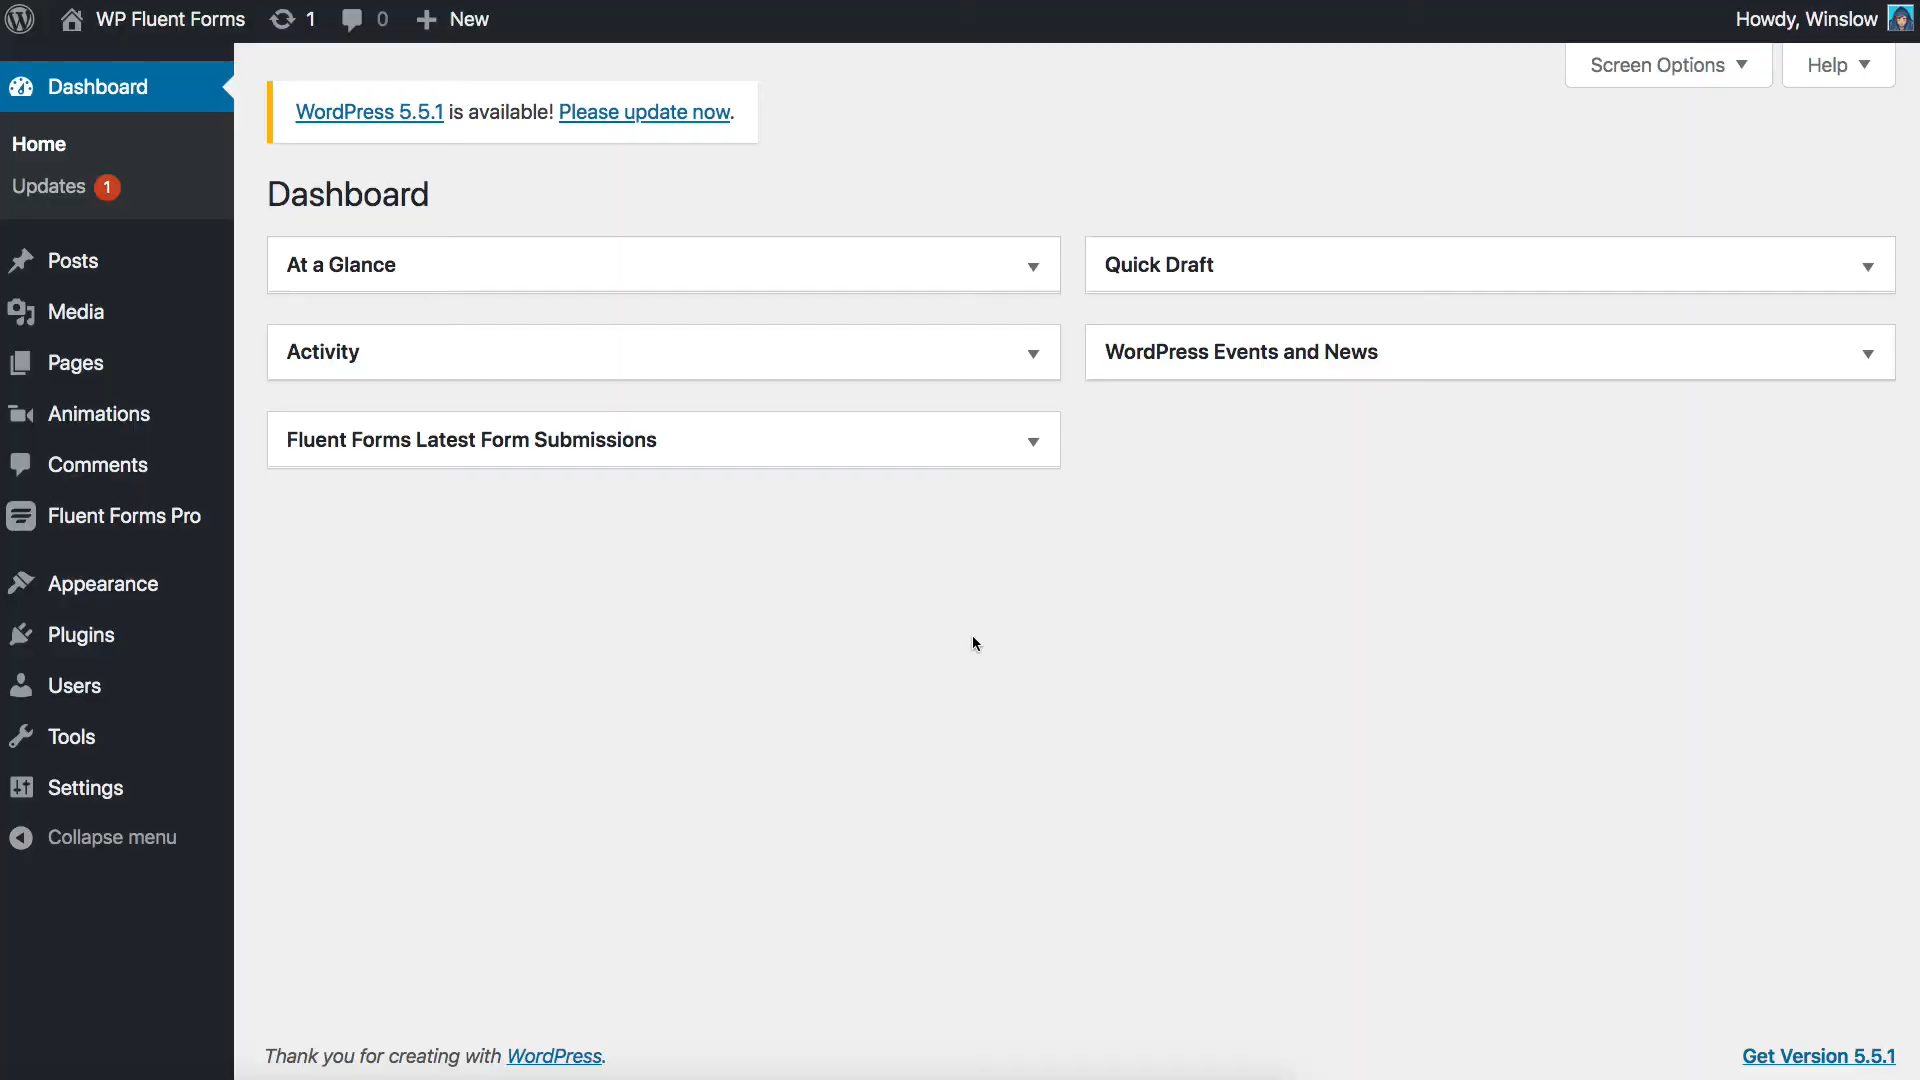 WP Fluent Forms 1 0 New Howdy, Winslow
Screen Options Help
Dashboard
Home
Updates 1
Posts
Media
Pages
Animations
Comments
Fluent Forms Pro
Appearance
Plugins
Users
Tools
Settings
Collapse menu
WordPress 5.5.1 is available! Please update now.
Dashboard
At a Glance
Activity
Fluent Forms Latest Form Submissions
Quick Draft
WordPress Events and News
Thank you for creating with WordPress.
Get Version 5.5.1